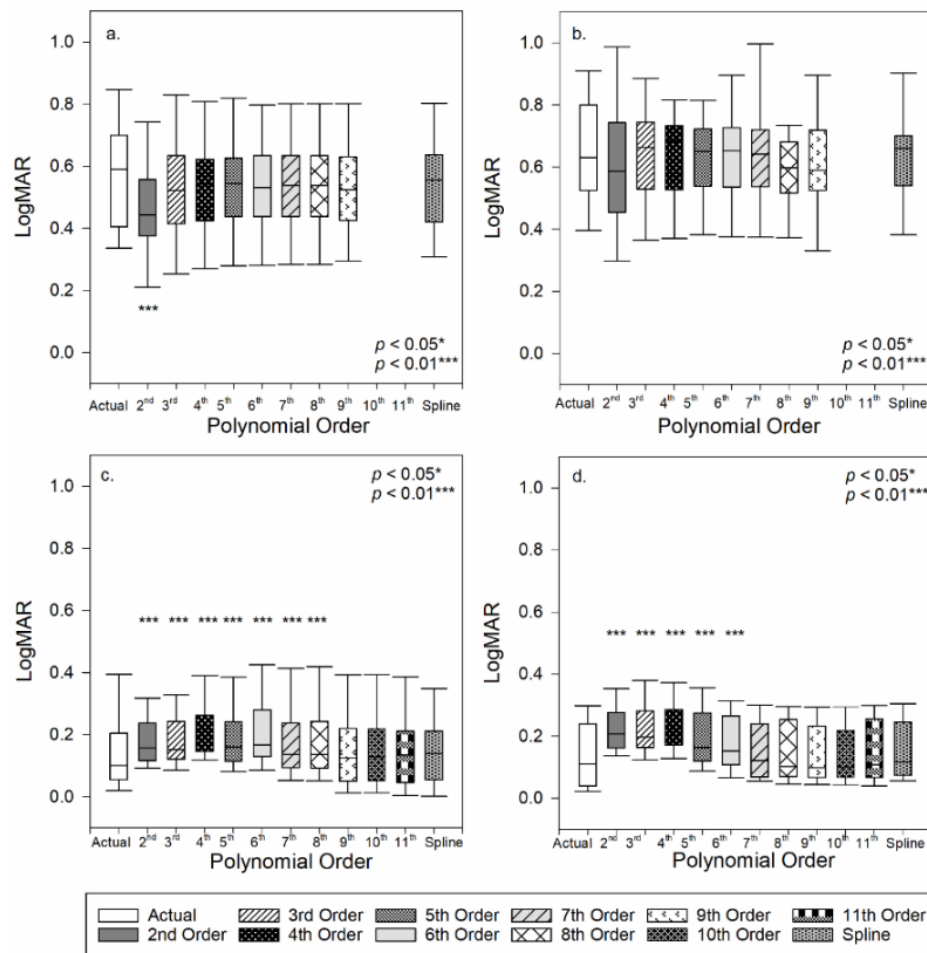 a.
LogMAR
1.0
0.8
0.6
0.4
0.2
0.0
***
p < 0.05*
p < 0.01***
Actual 2nd 3rd 4th 5th 6th 7th 8th 9th 10th 11th Spline
Polynomial Order
b.
LogMAR
1.0
0.8
0.6
0.4
0.2
0.0
p < 0.05*
p < 0.01***
Actual 2nd 3rd 4th 5th 6th 7th 8th 9th 10th 11th Spline
Polynomial Order
c.
p < 0.05*
p < 0.01***
LogMAR
1.0
0.8
0.6
0.4
0.2
0.0
*** *** *** *** *** *** ***
Actual 2nd 3rd 4th 5th 6th 7th 8th 9th 10th 11th Spline
Polynomial Order
d.
p < 0.05*
p < 0.01***
LogMAR
1.0
0.8
0.6
0.4
0.2
0.0
*** *** *** *** ***
Actual 2nd 3rd 4th 5th 6th 7th 8th 9th 10th 11th Spline
Polynomial Order
Actual 3rd Order 5th Order 7th Order 9th Order 11th Order
2nd Order 4th Order 6th Order 8th Order 10th Order Spline